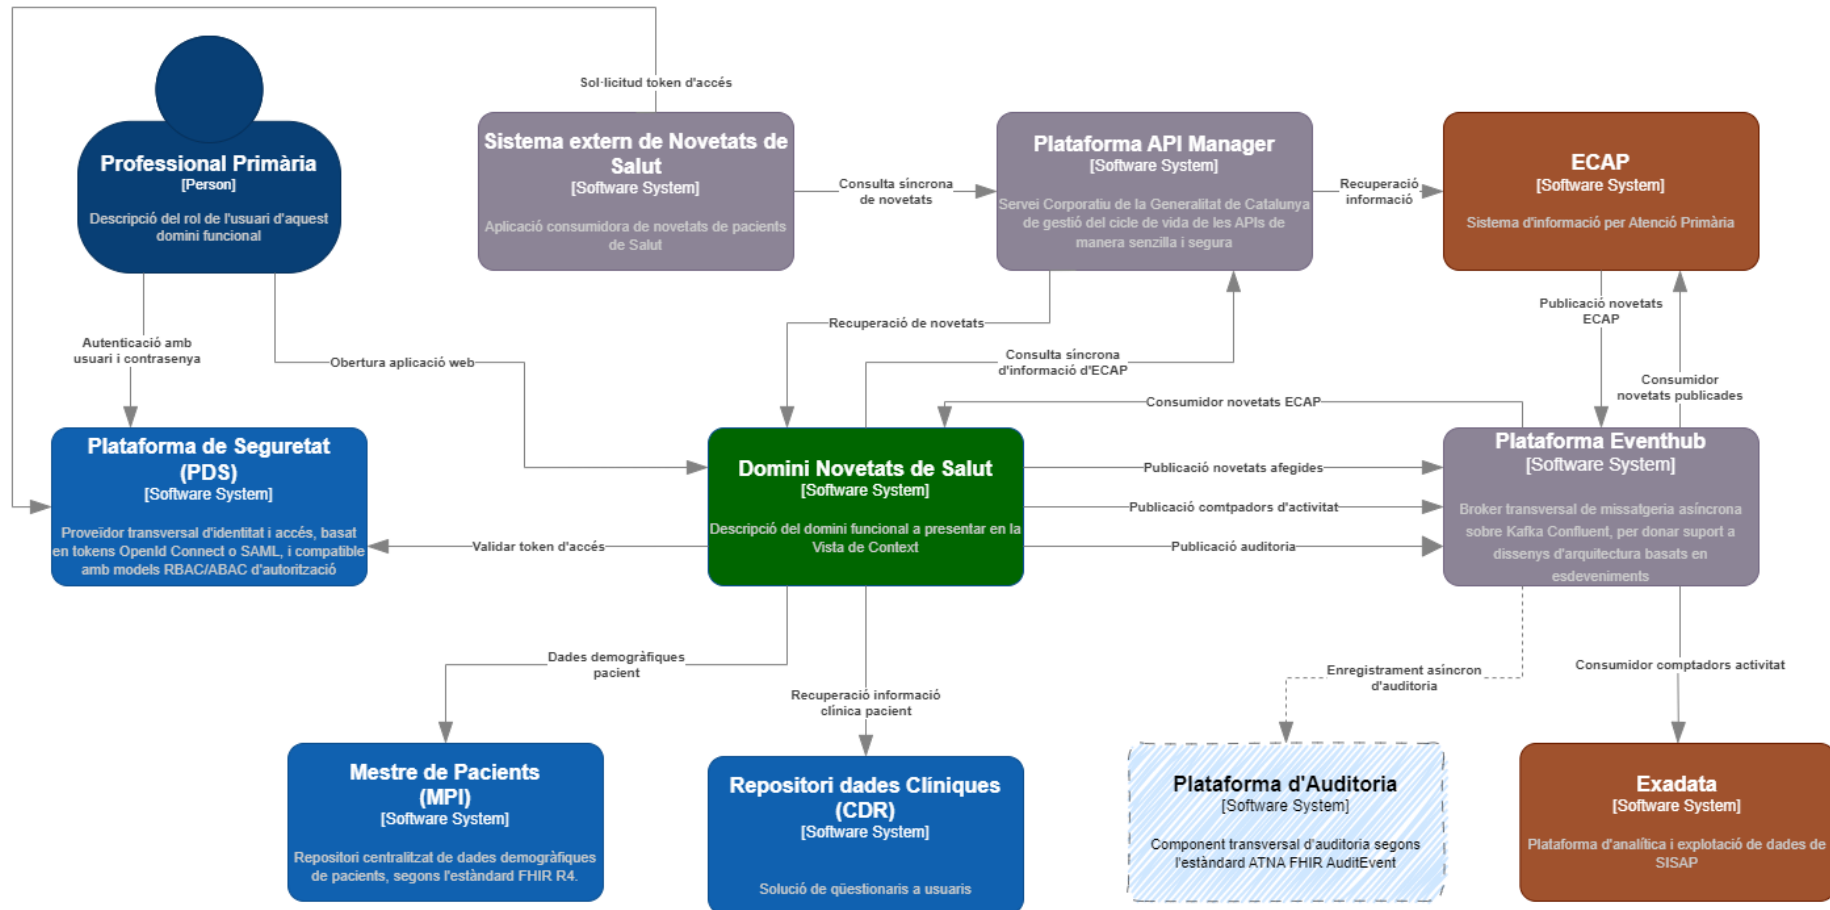 Sol·licitud token d'accés
Professional Primària
[Person]
Descripció del rol de l'usuari d'aquest
domini funcional
Sistema extern de Novetats de
Salut
[Software System]
Aplicació consumidora de novetats de pacients
de Salut
Consulta síncrona
de novetats
Plataforma API Manager
[Software System]
Servei Corporatiu de la Generalitat de Catalunya
de gestió del cicle de vida de les APIs de
manera senzilla i segura
Recuperació
informació
ECAP
[Software System]
Sistema d'informació per Atenció Primària
Autenticació amb
usuari i contrasenya
Obertura aplicació web
Recuperació de novetats
Consulta síncrona
d'informació d'ECAP
Publicació novetats
ECAP
Consumidor
novetats publicades
Consumidor novetats ECAP
Plataforma de Seguretat
(PDS)
[Software System]
Proveïdor transversal d'identitat i accés, basat
en tokens OpenId Connect o SAML, i compatible
amb models RBAC/ABAC d'autorització
Validar token d'accés
Domini Novetats de Salut
[Software System]
Descripció del domini funcional a presentar en la
Vista de Context
Publicació novetats afegides
Publicació comtpadors d'activitat
Publicació auditoria
Plataforma Eventhub
[Software System]
Broker transversal de missatgeria asíncrona
sobre Kafka Confluent, per donar suport a
dissenys d'arquitectura basats en
esdeveniments
Dades demogràfiques
pacient
Recuperació informació
clínica pacient
Enregistrament asíncron
d'auditoria
Consumidor comptadors activitat
Mestre de Pacients
(MPI)
[Software System]
Repositori centralitzat de dades demogràfiques
de pacients, segons l'estàndard FHIR R4.
Repositori dades Clíniques
(CDR)
[Software System]
Solució de qüestionaris a usuaris
Plataforma d'Auditoria
[Software System]
Component transversal d'auditoria segons
l'estàndard ATNA FHIR AuditEvent
Exadata
[Software System]
Plataforma d'analítica i explotació de dades de
SISAP